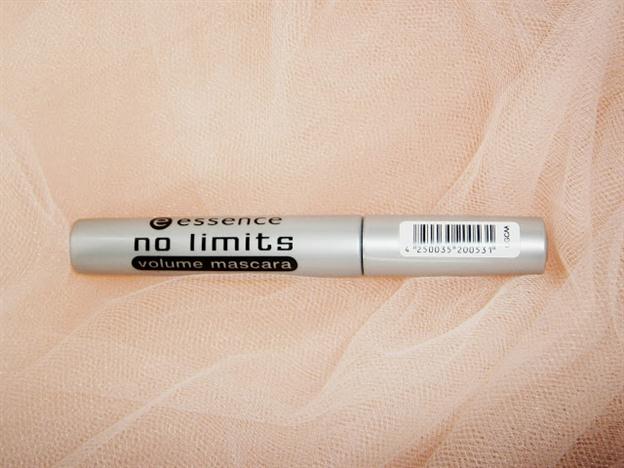 essence
no limits
volume mascara
4 250035 200531